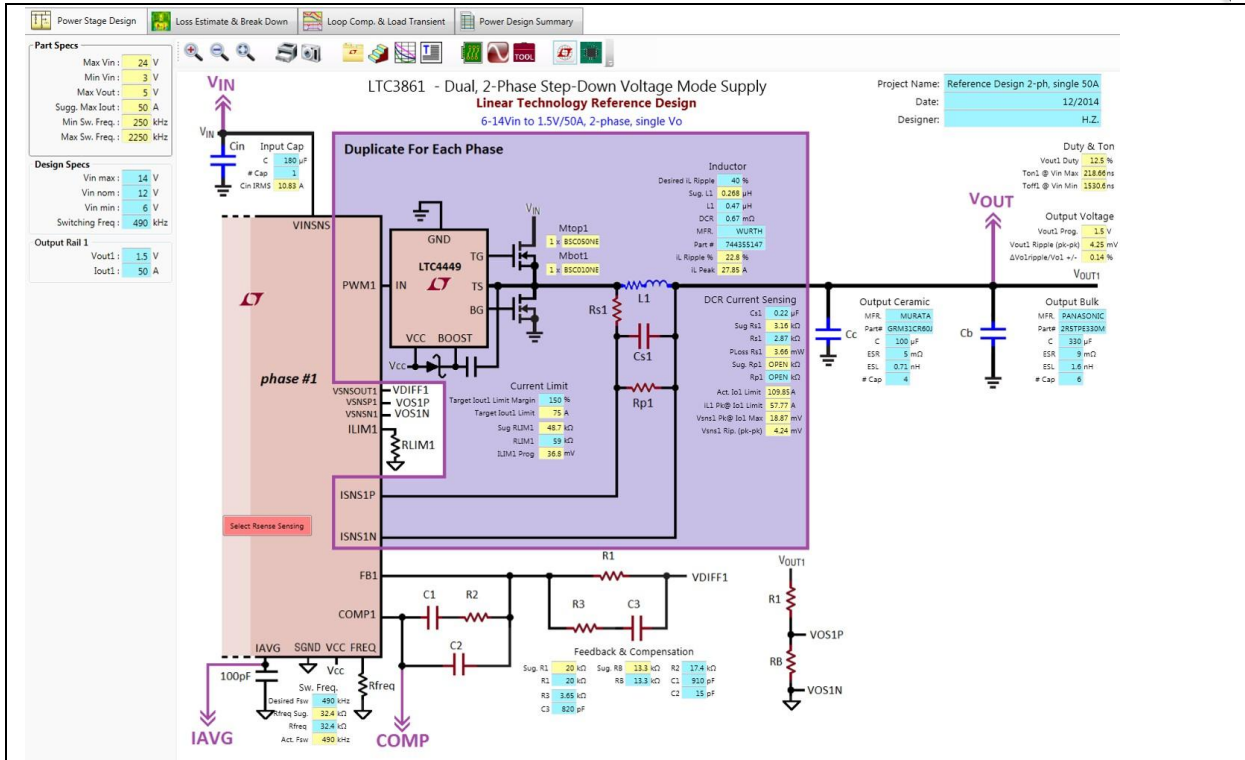 Power Stage Design
Loss Estimate & Break Down
Loop Comp. & Load Transient
Power Design Summary
Part Specs
Max Vin : 24 V
Min Vin : 3 V
Max Vout : 5 V
Sugg. Max Iout : 50 A
Min Sw. Freq. : 250 kHz
Max Sw. Freq. : 2250 kHz
Design Specs
Vin max : 14 V
Vin nom : 12 V
Vin min : 6 V
Switching Freq : 490 kHz
Output Rail 1
Vout1 : 1.5 V
Iout1 : 50 A
TOOL
LTC3861 - Dual, 2-Phase Step-Down Voltage Mode Supply
Linear Technology Reference Design
6-14Vin to 1.5V/50A, 2-phase, single Vo
Project Name: Reference Design 2-ph, single 50A
Date: 12/2014
Designer: H.Z.
VIN
VIN
Cin
Input Cap
C 180 µF
# Cap 1
Cin IRMS 10.83 A
Duplicate For Each Phase
VINSNS
GND
LTC4449
TG
PWM1
IN
TS
BG
VCC BOOST
Vcc
VIN
Mtop1
1 x BSC050NE
Mbot1
1 x BSC010NE
Inductor
Desired iL Ripple 40 %
Sug. L1 0.268 µH
L1 0.47 µH
DCR 0.67 mΩ
MFR. WURTH
Part # 744355147
iL Ripple % 22.8 %
iL Peak 27.85 A
L1
Rs1
Cs1
Rp1
DCR Current Sensing
Cs1 0.22 µF
Sug Rs1 3.16 kΩ
Rs1 2.87 kΩ
PLoss Rs1 3.66 mW
Sug. Rp1 OPEN kΩ
Rp1 OPEN kΩ
Act. Io1 Limit 109.85 A
iL1 Pk@ Io1 Limit 57.77 A
Vsns1 Pk@ Io1 Max 18.87 mV
Vsns1 Rip. (pk-pk) 4.24 mV
Duty & Ton
Vout1 Duty 12.5 %
Ton1 @ Vin Max 218.66 ns
Toff1 @ Vin Min 1530.6 ns
VOUT
Output Voltage
Vout1 Prog. 1.5 V
Vout1 Ripple (pk-pk) 4.25 mV
ΔVo1ripple/Vo1 +/- 0.14 %
VOUT1
Cc
Output Ceramic
MFR. MURATA
Part# GRM31CR60J
C 100 µF
ESR 5 mΩ
ESL 0.71 nH
# Cap 4
Cb
Output Bulk
MFR. PANASONIC
Part# 2R5TPE330M
C 330 µF
ESR 9 mΩ
ESL 1.6 nH
# Cap 6
phase #1
VSNSOUT1 VDIFF1
VSNSP1 VOS1P
VSNSN1 VOS1N
ILIM1
RLIM1
Current Limit
Target Iout1 Limit Margin 150 %
Target Iout1 Limit 75 A
Sug RLIM1 48.7 kΩ
RLIM1 59 kΩ
ILIM1 Prog 36.8 mV
ISNS1P
Select Rsense Sensing
ISNS1N
FB1
COMP1
R1
VDIFF1
C1
R2
R3
C3
C2
IAVG SGND VCC FREQ
100pF
Vcc
Rfreq
IAVG
COMP
Sw. Freq.
Desired Fsw 490 kHz
Rfreq Sug. 32.4 kΩ
Rfreq 32.4 kΩ
Act. Fsw 490 kHz
Feedback & Compensation
Sug. R1 20 kΩ Sug. RB 13.3 kΩ R2 17.4 kΩ
R1 20 kΩ RB 13.3 kΩ C1 910 pF
R3 3.65 kΩ C2 15 pF
C3 820 pF
VOUT1
R1
VOS1P
RB
VOS1N